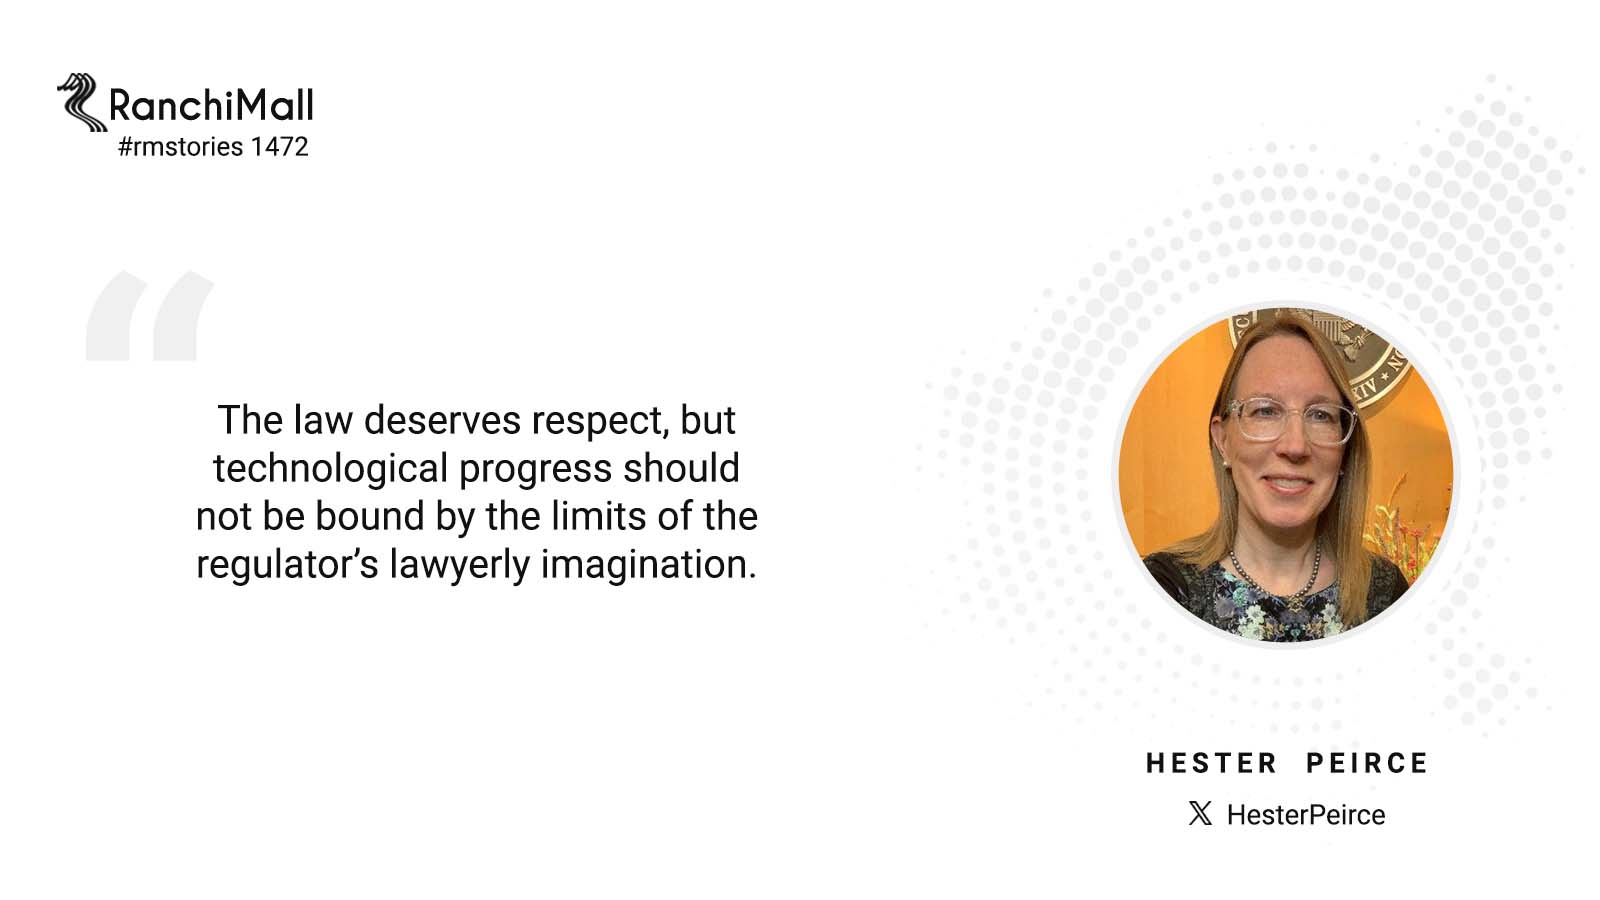 RanchiMall
#rmstories 1472
“
The law deserves respect, but
technological progress should
not be bound by the limits of the
regulator’s lawyerly imagination.
HESTER PEIRCE
𝕏 HesterPeirce